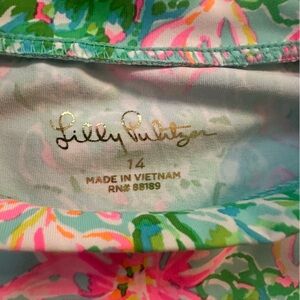 Lilly Pulitzer
14
MADE IN VIETNAM
RN# 88189